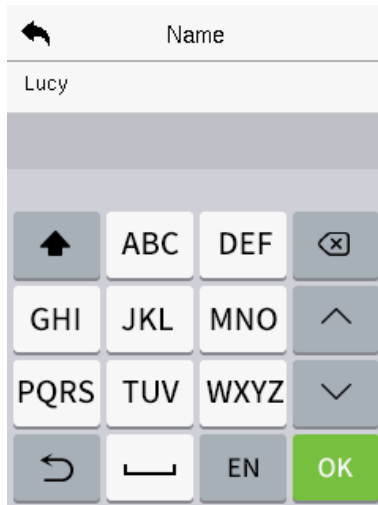 Name
Lucy
ABC DEF
GHI JKL MNO
PQRS TUV WXYZ
EN OK